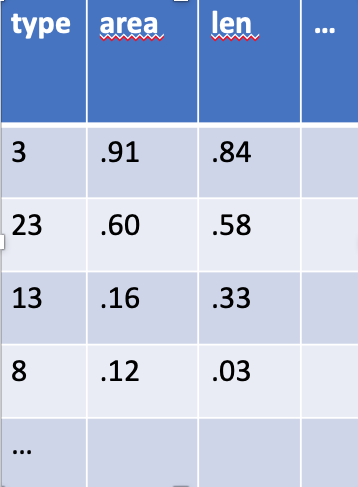 type area len ...
3 .91 .84
23 .60 .58
13 .16 .33
8 .12 .03
...